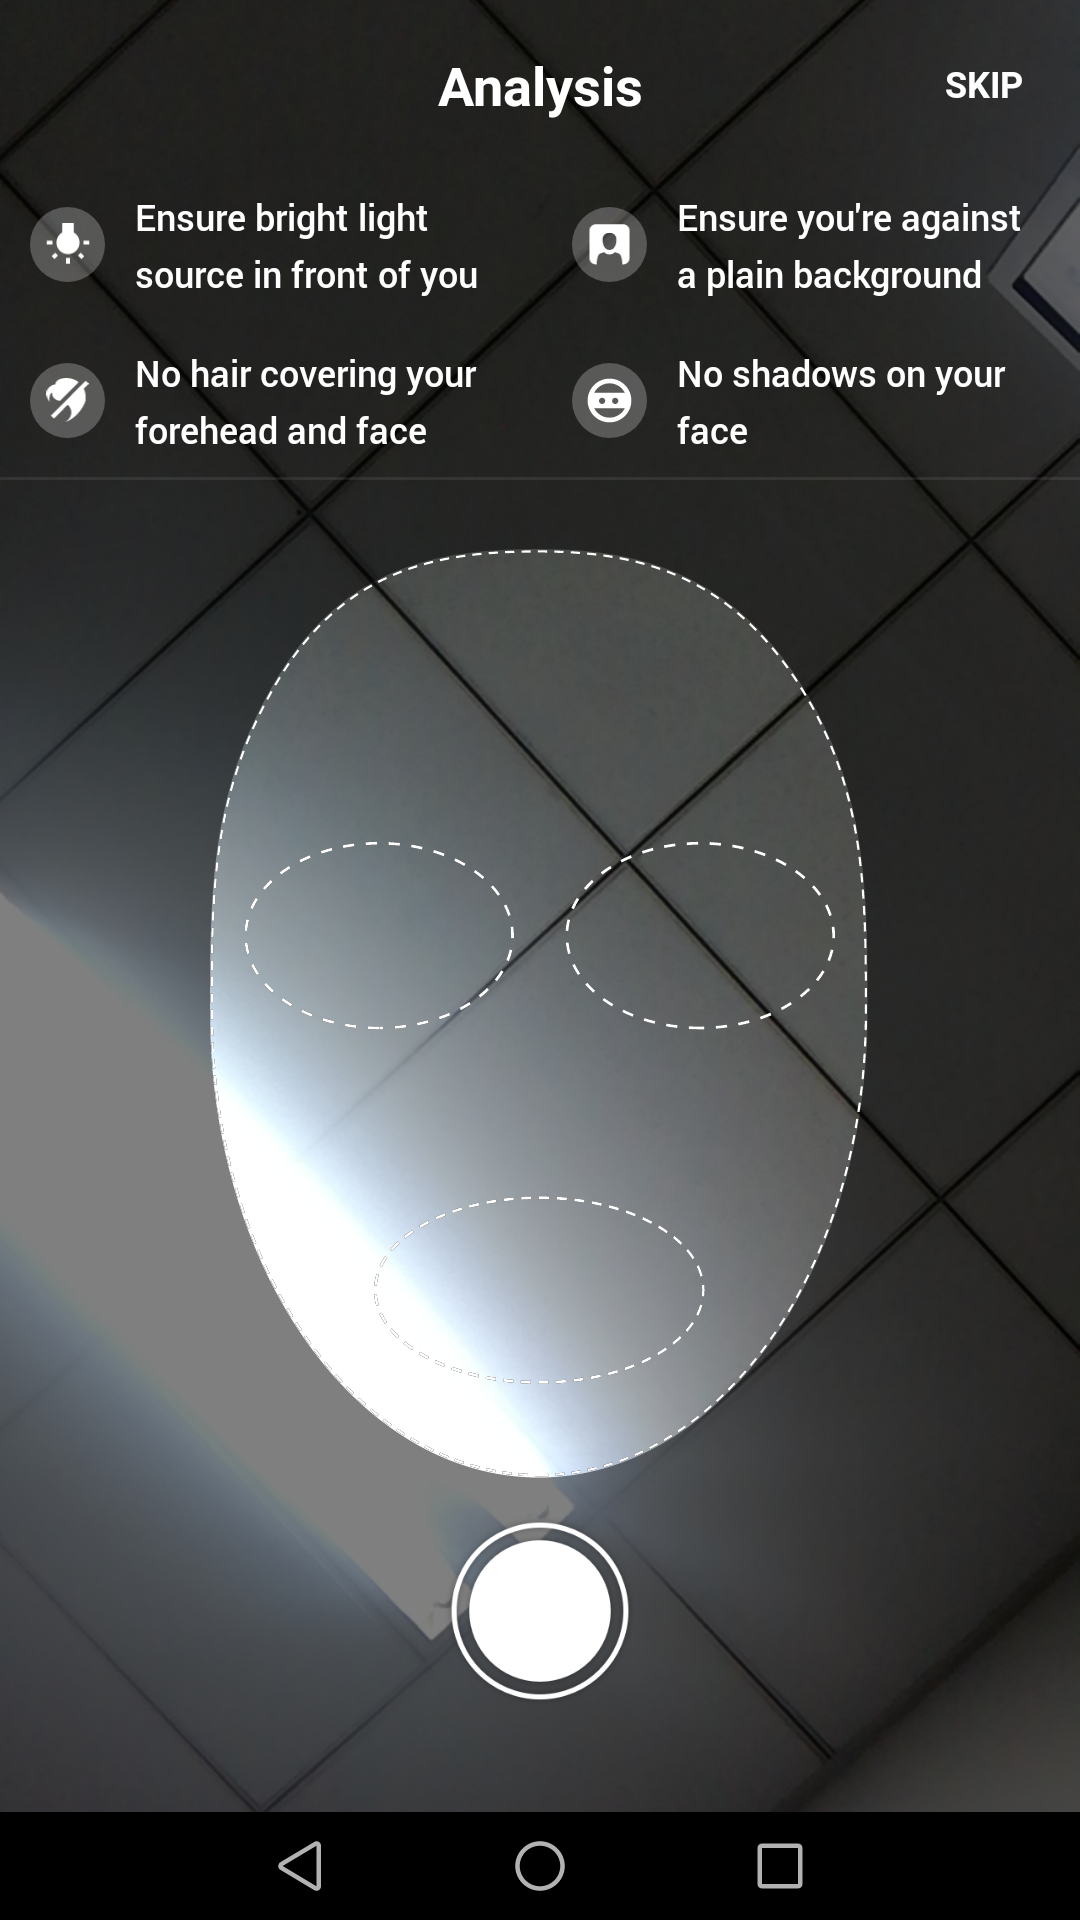 Analysis
SKIP
Ensure bright light
source in front of you
Ensure you're against
a plain background
No hair covering your
forehead and face
No shadows on your
face